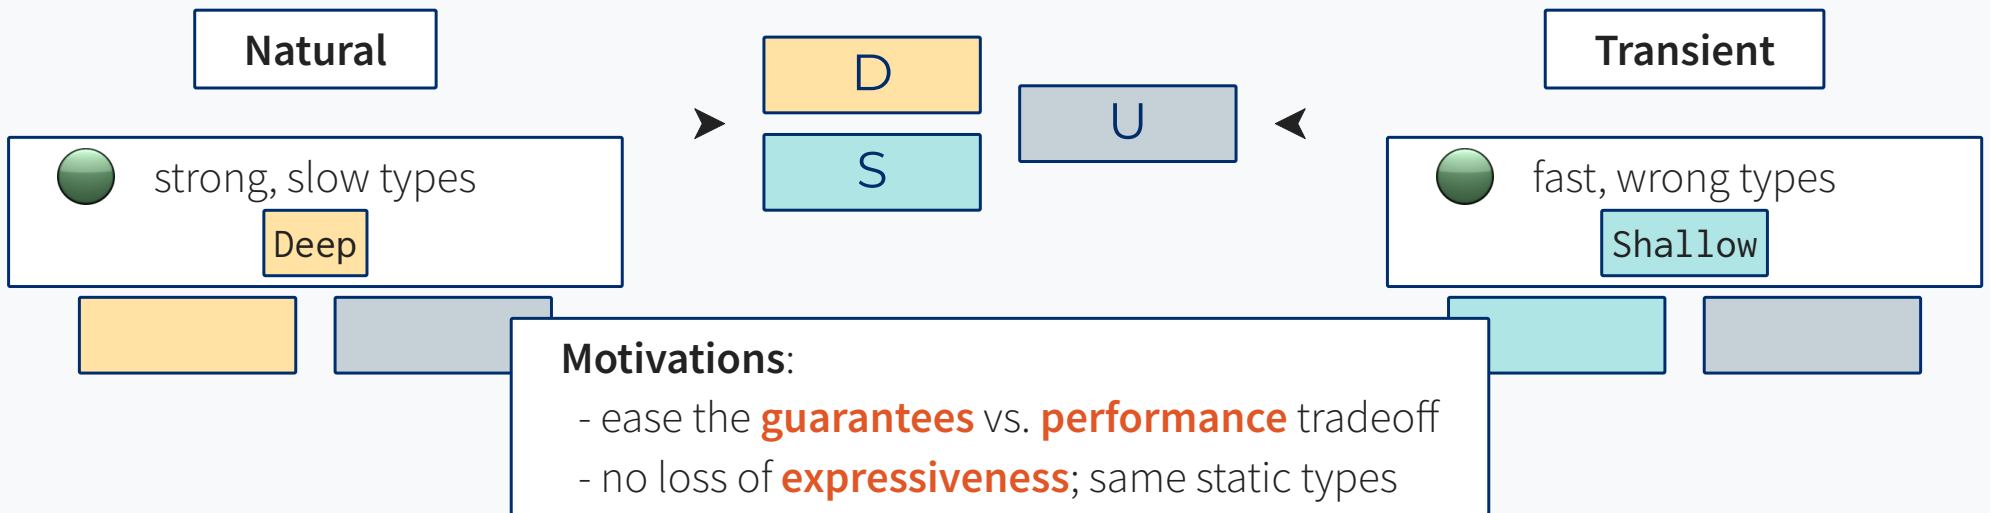 Natural
strong, slow types
Deep
D
S
U
Transient
fast, wrong types
Shallow
Motivations:
- ease the guarantees vs. performance tradeoff
- no loss of expressiveness; same static types